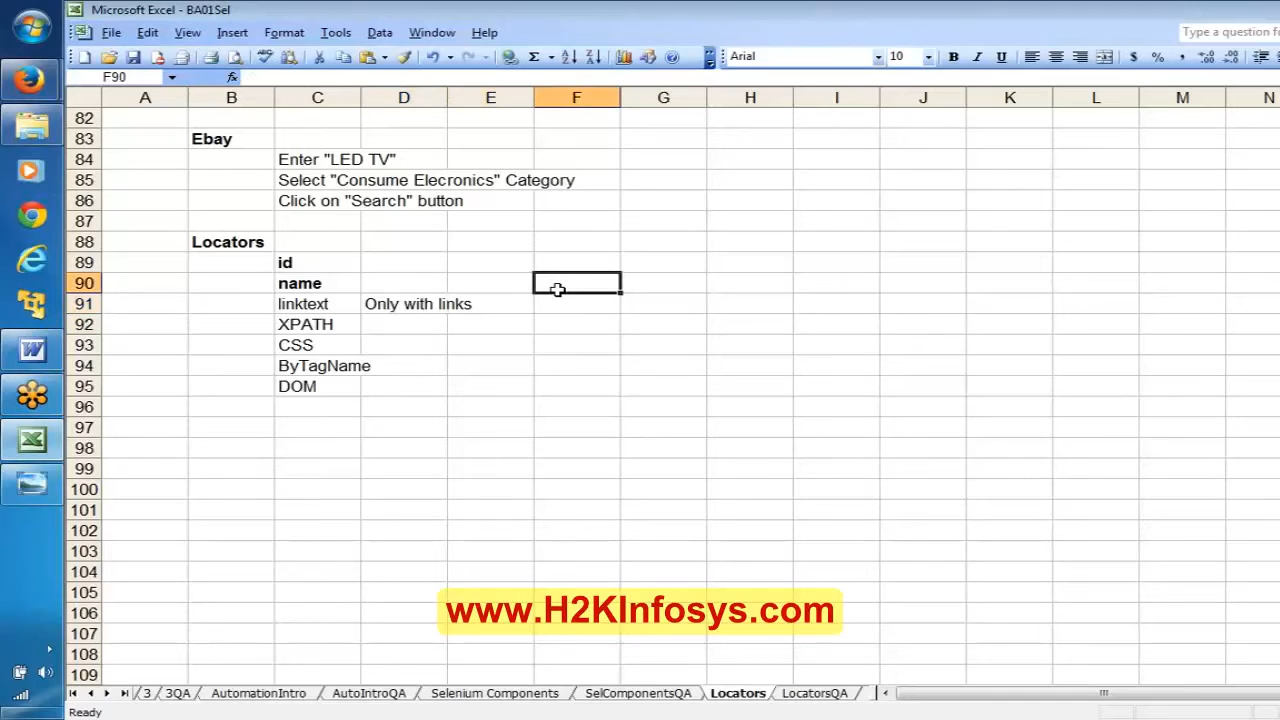 Microsoft Excel - BA01Sel
File Edit View Insert Format Tools Data Window Help
Type a question fo
Arial 10 B I U $ % ,
F90 fx
A B C D E F G H I J K L M N
82
83 Ebay
84 Enter "LED TV"
85 Select "Consume Elecronics" Category
86 Click on "Search" button
87
88 Locators
89 id
90 name
91 linktext Only with links
92 XPATH
93 CSS
94 ByTagName
95 DOM
96
97
98
99
100
101
102
103
104
105
106
www.H2KInfosys.com
107
108
109
3 3QA AutomationIntro AutoIntroQA Selenium Components SelComponentsQA Locators LocatorsQA
Ready